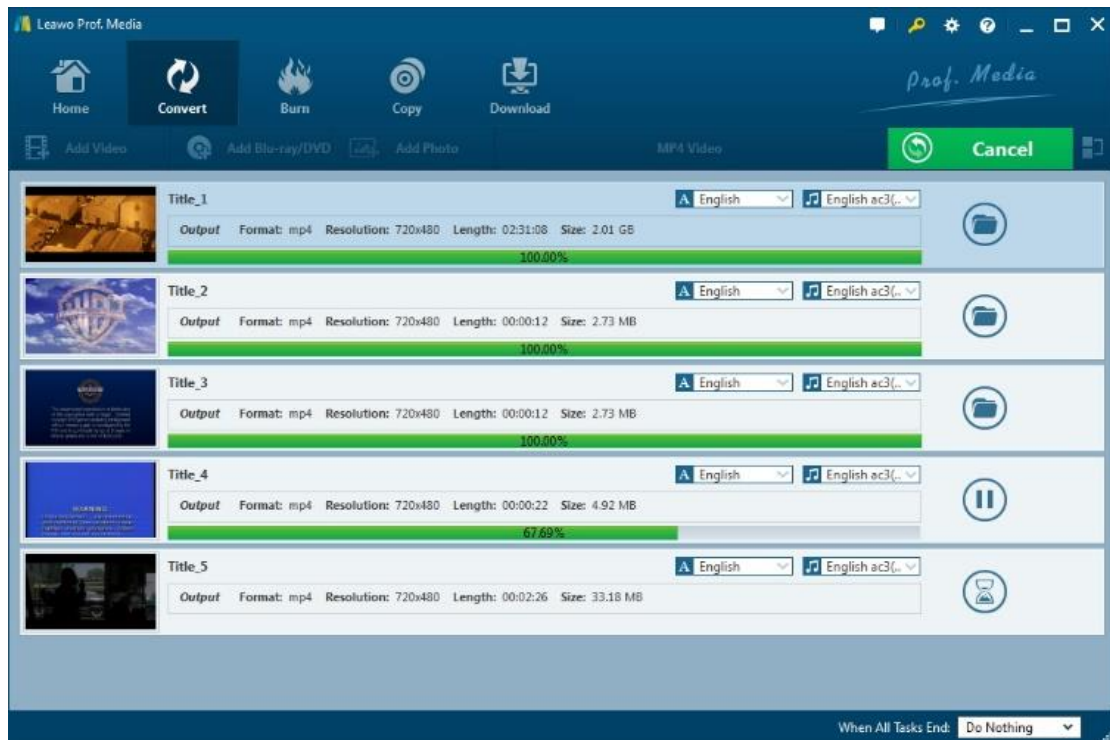 Leawo Prof. Media
Home
Convert
Burn
Copy
Download
Prof. Media
Add Video
Add Blu-ray/DVD
Add Photo
MP4 Video
Cancel
Title_1
A English
English ac3(..
Output Format: mp4 Resolution: 720x480 Length: 02:31:08 Size: 2.01 GB
100.00%
Title_2
A English
English ac3(..
Output Format: mp4 Resolution: 720x480 Length: 00:00:12 Size: 2.73 MB
100.00%
Title_3
A English
English ac3(..
Output Format: mp4 Resolution: 720x480 Length: 00:00:12 Size: 2.73 MB
100.00%
WARNING
Title_4
A English
English ac3(..
Output Format: mp4 Resolution: 720x480 Length: 00:00:22 Size: 4.92 MB
67.69%
Title_5
A English
English ac3(..
Output Format: mp4 Resolution: 720x480 Length: 00:02:26 Size: 33.18 MB
When All Tasks End: Do Nothing